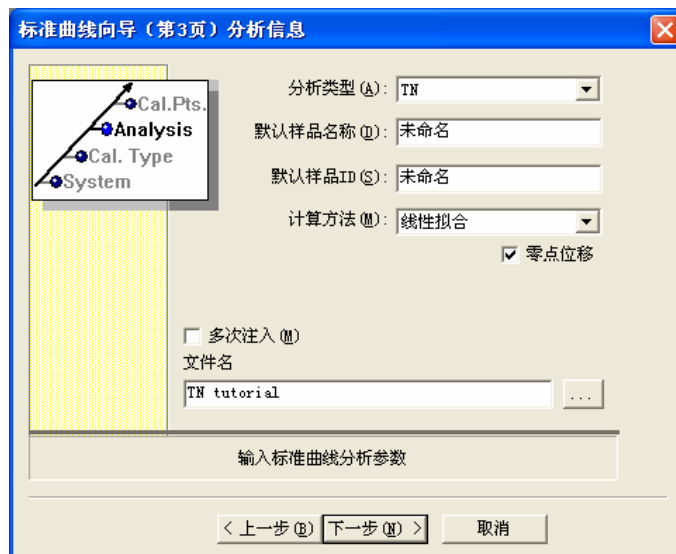 标准曲线向导（第3页）分析信息
Cal.Pts.
Analysis
Cal. Type
System
分析类型(A): TN
默认样品名称(D): 未命名
默认样品ID(S): 未命名
计算方法(M): 线性拟合
零点位移
多次注入(M)
文件名
TN tutorial
...
输入标准曲线分析参数
< 上一步(B) 下一步(N) > 取消